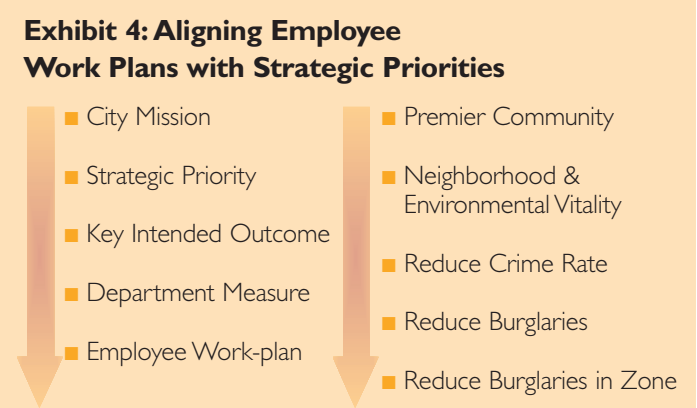 Exhibit 4: Aligning Employee
Work Plans with Strategic Priorities
City Mission
Strategic Priority
Key Intended Outcome
Department Measure
Employee Work-plan
Premier Community
Neighborhood &
Environmental Vitality
Reduce Crime Rate
Reduce Burglaries
Reduce Burglaries in Zone